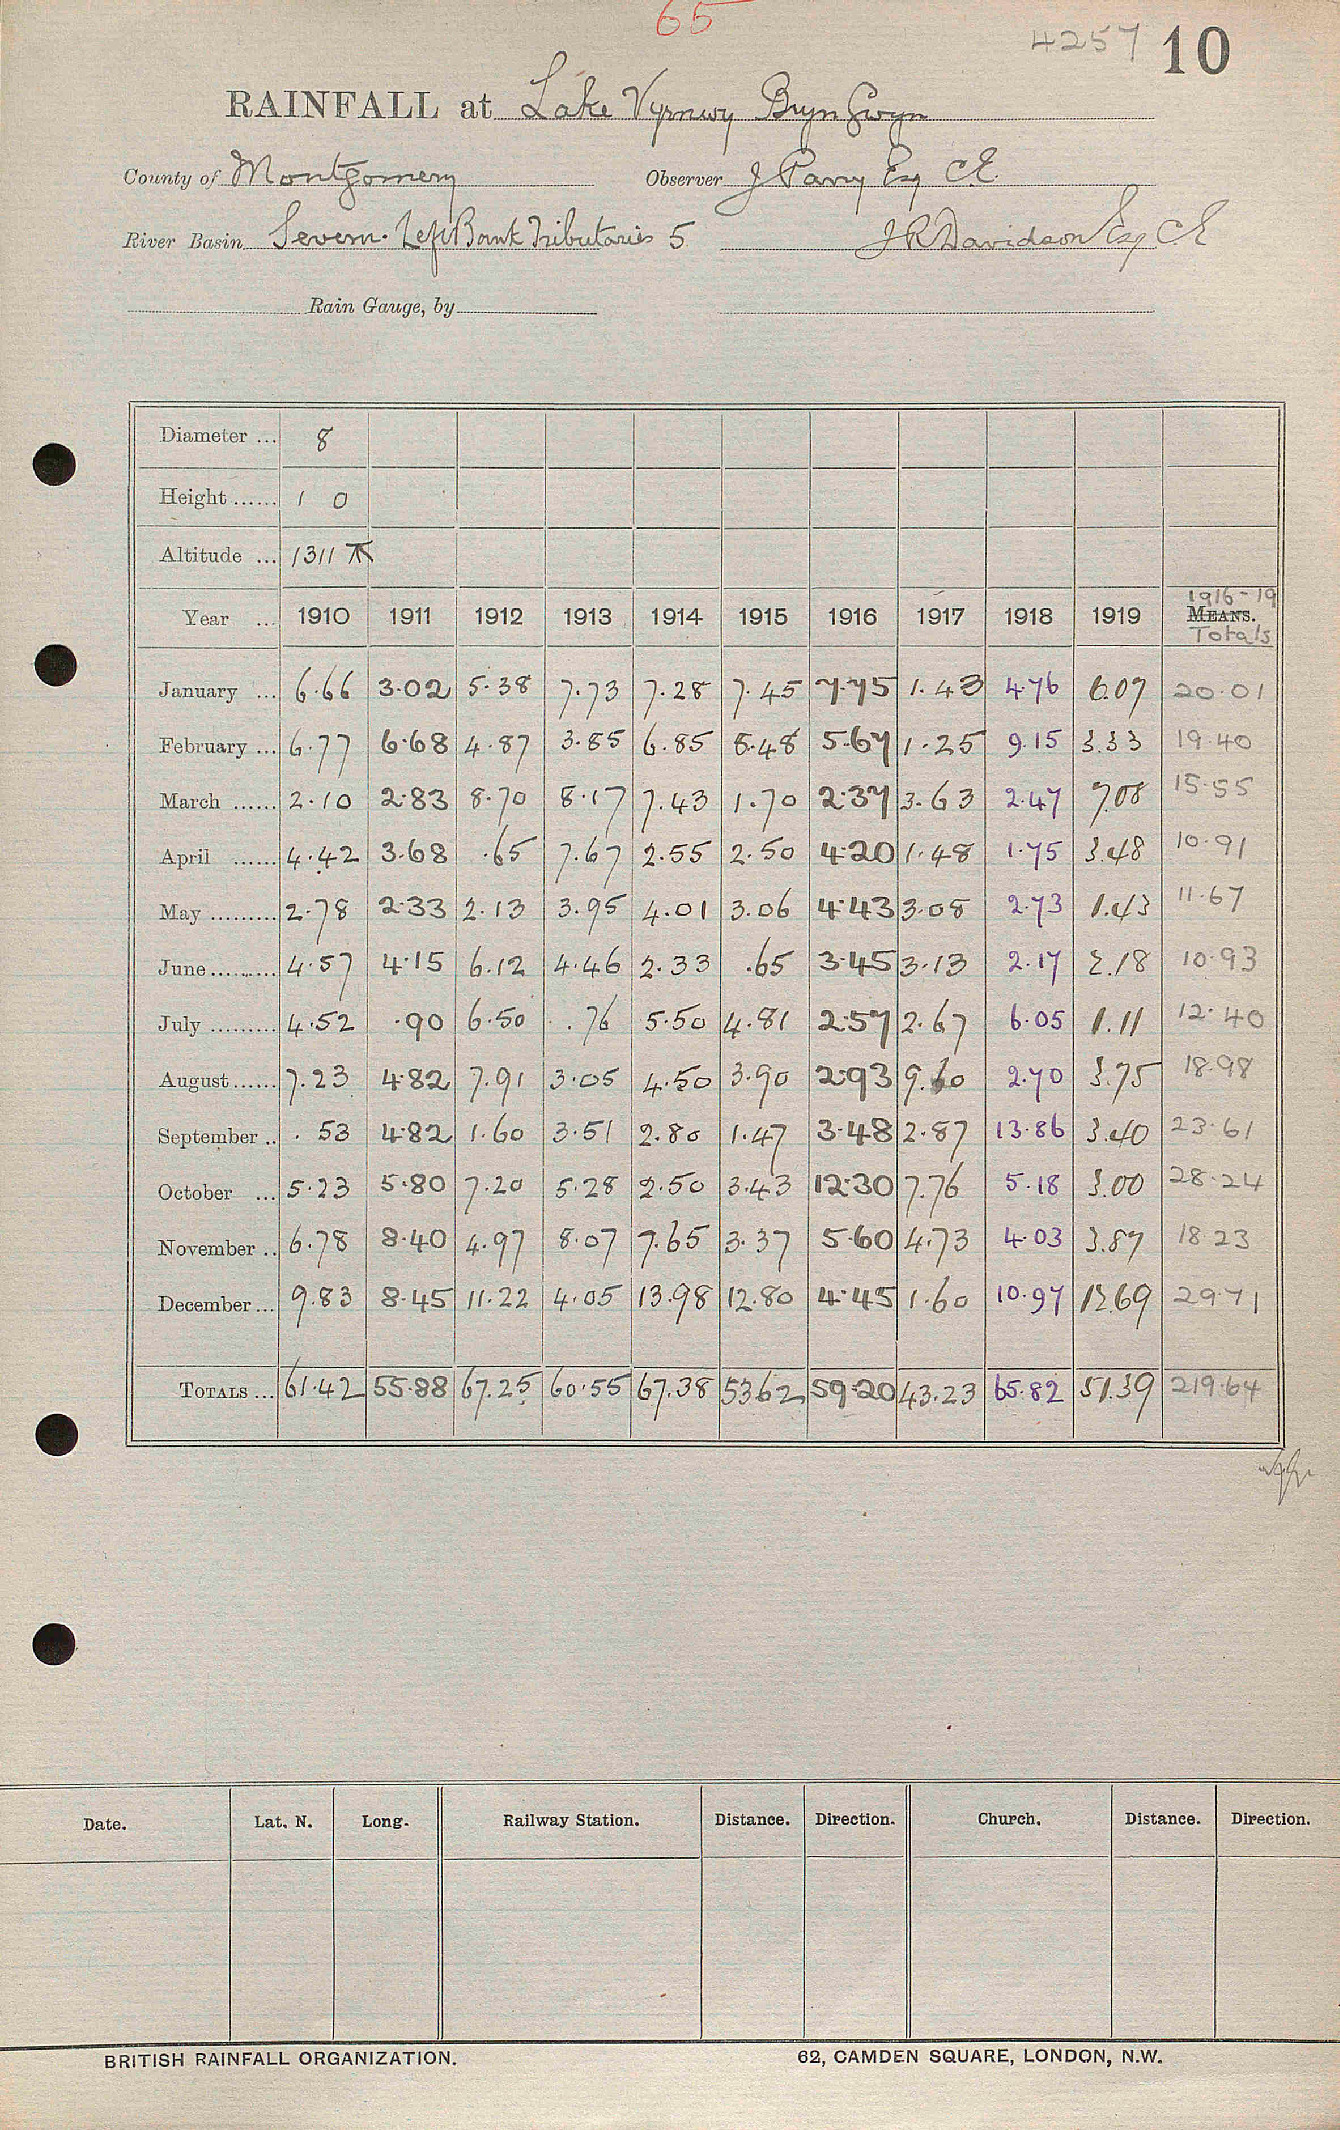 65
4257 10
RAINFALL at Lake Vyrnwy Bryn Gwyn
County of Montgomery Observer J Parry Esq CE
River Basin Severn. Left Bank Tributaries 5 J R Davidson Esq CE
Rain Gauge, by
Diameter ... 8
Height ...... 1 0
Altitude ... 1311
Year ... 1910 1911 1912 1913 1914 1915 1916 1917 1918 1919 1916-19 MEANS. Totals
January ... 6.66 3.02 5.38 7.73 7.28 7.45 7.75 1.43 4.76 6.07 20.01
February ... 6.77 6.68 4.87 3.85 6.85 8.48 5.67 1.25 9.15 3.33 19.40
March ...... 2.10 2.83 8.70 8.17 7.43 1.70 2.37 3.63 2.47 7.08 15.55
April ...... 4.42 3.68 .65 7.67 2.55 2.50 4.20 1.48 1.75 3.48 10.91
May ......... 2.78 2.33 2.13 3.95 4.01 3.06 4.43 3.08 2.73 1.43 11.67
June ......... 4.57 4.15 6.12 4.46 2.33 .65 3.45 3.13 2.17 2.18 10.93
July ......... 4.52 .90 6.50 .76 5.50 4.81 2.57 2.67 6.05 1.11 12.40
August ...... 7.23 4.82 7.91 3.05 4.50 3.90 2.93 9.60 2.70 3.75 18.98
September .. .53 4.82 1.60 3.51 2.80 1.47 3.48 2.87 13.86 3.40 23.61
October ... 5.23 5.80 7.20 5.28 2.50 3.43 12.30 7.76 5.18 3.00 28.24
November .. 6.78 8.40 4.97 8.07 7.65 3.37 5.60 4.73 4.03 3.87 18.23
December ... 9.83 8.45 11.22 4.05 13.98 12.80 4.45 1.60 10.97 12.69 29.71
TOTALS ... 61.42 55.88 67.25 60.55 67.38 53.62 59.20 43.23 65.82 51.39 219.64
Date. Lat. N. Long. Railway Station. Distance. Direction. Church. Distance. Direction.
BRITISH RAINFALL ORGANIZATION. 62, CAMDEN SQUARE, LONDON, N.W.